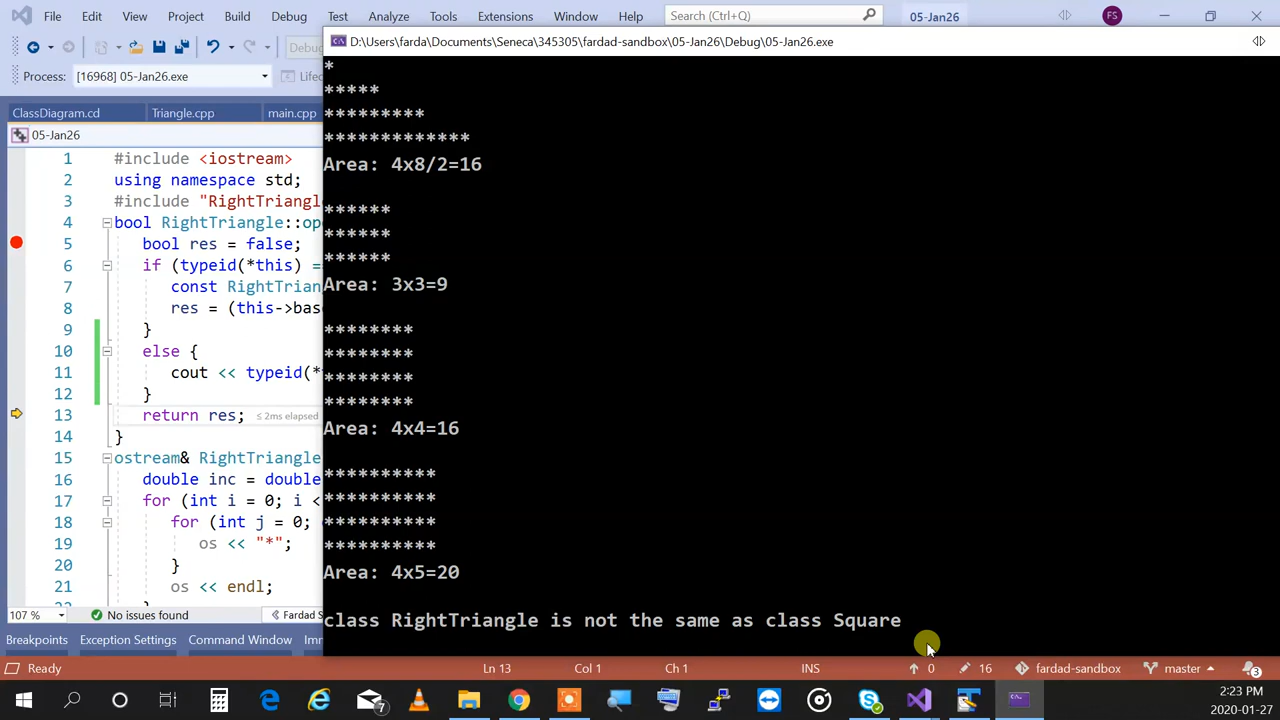 File Edit View Project Build Debug Test Analyze Tools Extensions Window Help Search (Ctrl+Q) 05-Jan26 FS
D:\Users\farda\Documents\Seneca\345305\fardad-sandbox\05-Jan26\Debug\05-Jan26.exe
Process: [16968] 05-Jan26.exe
ClassDiagram.cd Triangle.cpp main.cpp
05-Jan26
1 #include <iostream>
2 using namespace std;
3 #include "RightTriangl
4 bool RightTriangle::op
5 bool res = false;
6 if (typeid(*this) =
7 const RightTrian
8 res = (this->bas
9 }
10 else {
11 cout << typeid(*
12 }
13 return res; ≤ 2ms elapsed
14 }
15 ostream& RightTriangle
16 double inc = double
17 for (int i = 0; i <
18 for (int j = 0;
19 os << "*";
20 }
21 os << endl;
*
*****
*********
*************
Area: 4x8/2=16
******
******
******
Area: 3x3=9
********
********
********
********
Area: 4x4=16
**********
**********
**********
**********
Area: 4x5=20
class RightTriangle is not the same as class Square
107 % No issues found Fardad S
Breakpoints Exception Settings Command Window Imm
Ready Ln 13 Col 1 Ch 1 INS 0 16 fardad-sandbox master 3
7
2:23 PM
2020-01-27